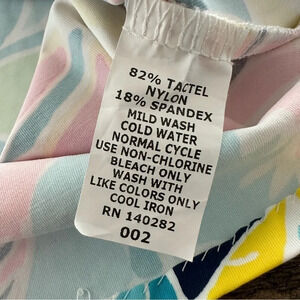 82% TACTEL
NYLON
18% SPANDEX
MILD WASH
COLD WATER
NORMAL CYCLE
USE NON-CHLORINE
BLEACH ONLY
WASH WITH
LIKE COLORS ONLY
COOL IRON
RN 140282
002